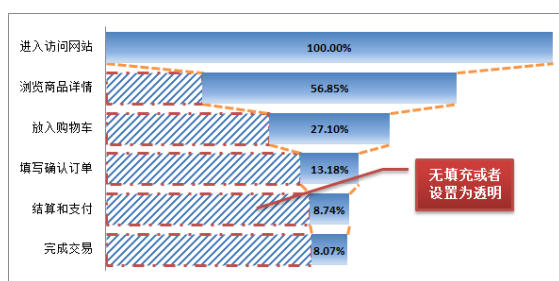 进入访问网站
100.00%
浏览商品详情
56.85%
放入购物车
27.10%
填写确认订单
13.18%
无填充或者
设置为透明
结算和支付
8.74%
完成交易
8.07%